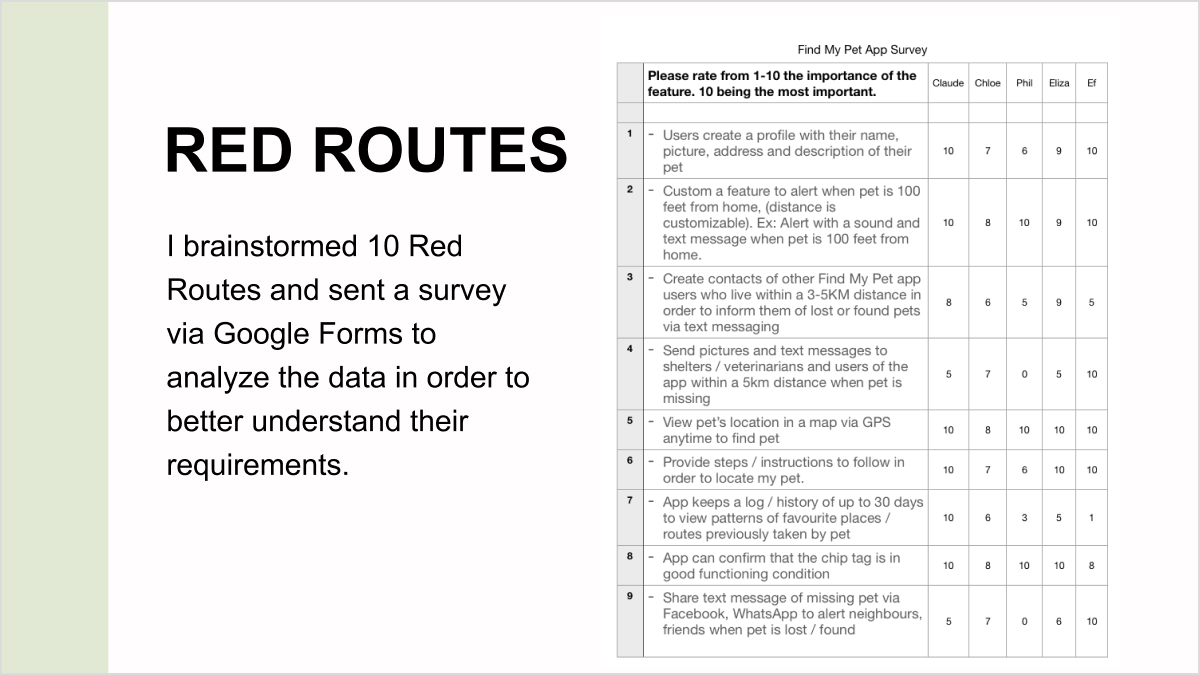 RED ROUTES
I brainstormed 10 Red
Routes and sent a survey
via Google Forms to
analyze the data in order to
better understand their
requirements.
Find My Pet App Survey
Please rate from 1-10 the importance of the
feature. 10 being the most important.
Claude Chloe Phil Eliza Ef
1 - Users create a profile with their name,
picture, address and description of their
pet
10 7 6 9 10
2 - Custom a feature to alert when pet is 100
feet from home, (distance is
customizable). Ex: Alert with a sound and
text message when pet is 100 feet from
home.
10 8 10 9 10
3 - Create contacts of other Find My Pet app
users who live within a 3-5KM distance in
order to inform them of lost or found pets
via text messaging
8 6 5 9 5
4 - Send pictures and text messages to
shelters / veterinarians and users of the
app within a 5km distance when pet is
missing
5 7 0 5 10
5 - View pet's location in a map via GPS
anytime to find pet
10 8 10 10 10
6 - Provide steps / instructions to follow in
order to locate my pet.
10 7 6 10 10
7 - App keeps a log / history of up to 30 days
to view patterns of favourite places /
routes previously taken by pet
10 6 3 5 1
8 - App can confirm that the chip tag is in
good functioning condition
10 8 10 10 8
9 - Share text message of missing pet via
Facebook, WhatsApp to alert neighbours,
friends when pet is lost / found
5 7 0 6 10